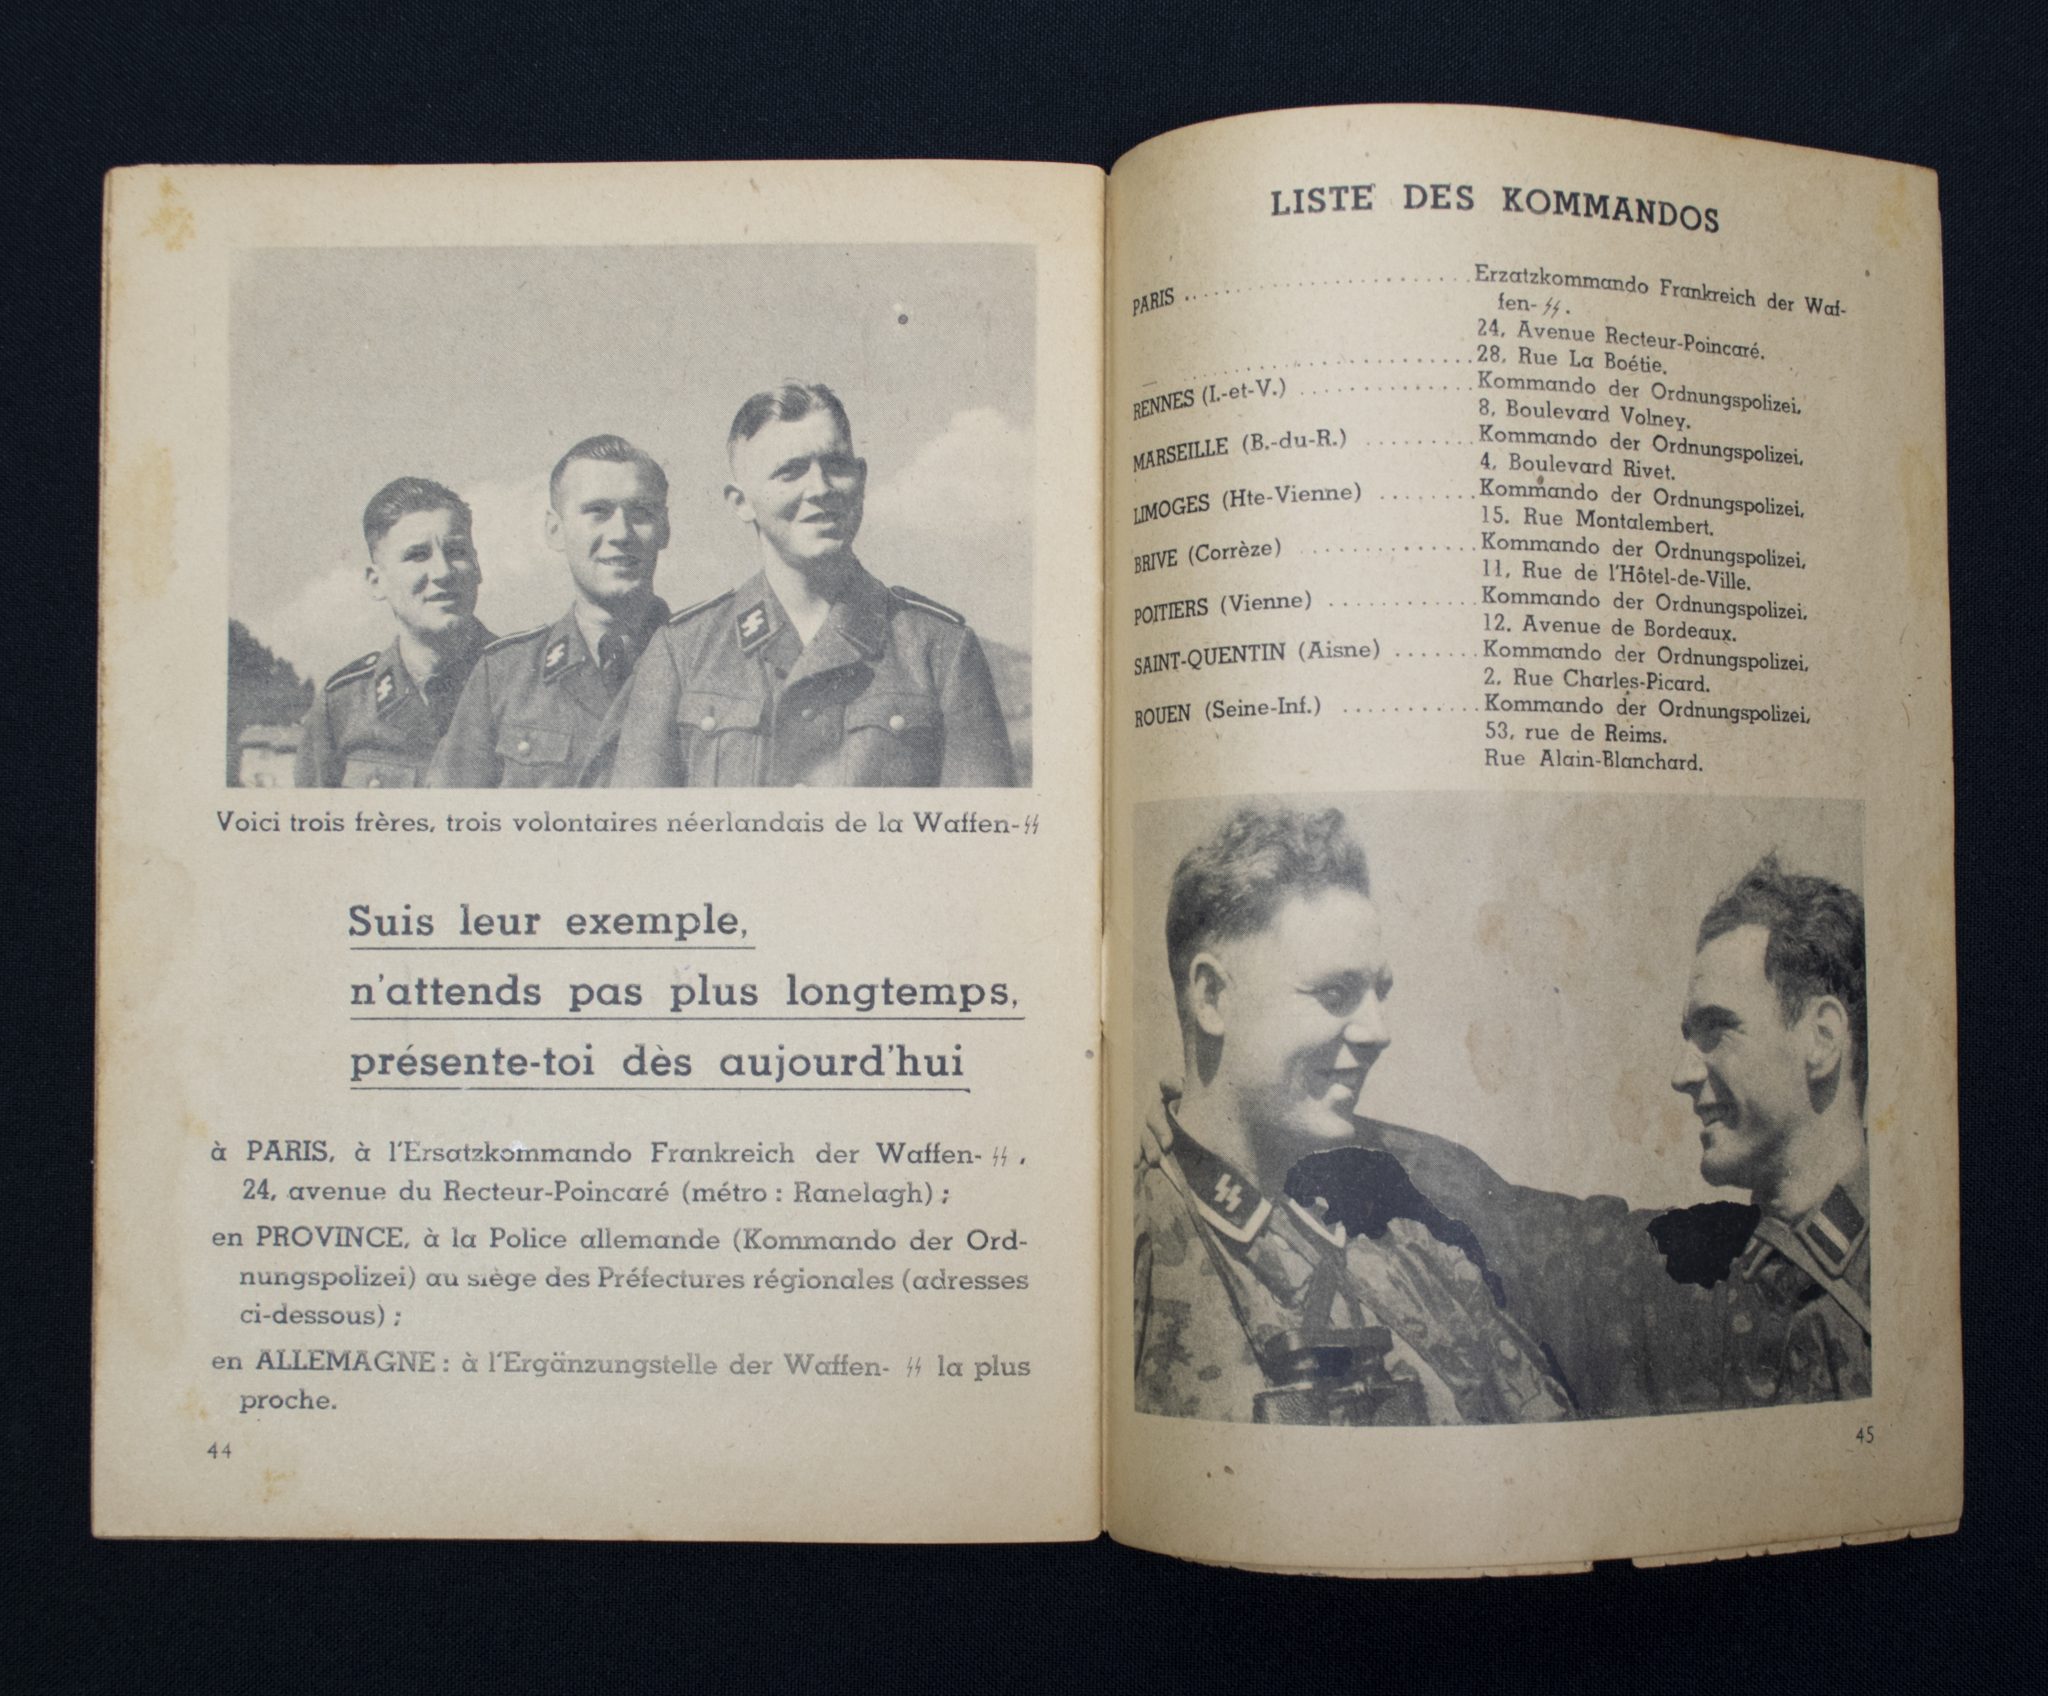 Voici trois frères, trois volontaires néerlandais de la Waffen-ᛋᛋ
Suis leur exemple,
n'attends pas plus longtemps,
présente-toi dès aujourd'hui
à PARIS, à l'Ersatzkommando Frankreich der Waffen-ᛋᛋ,
24, avenue du Recteur-Poincaré (métro : Ranelagh) ;
en PROVINCE, à la Police allemande (Kommando der Ord-
nungspolizei) au siège des Préfectures régionales (adresses
ci-dessous) ;
en ALLEMAGNE : à l'Ergänzungstelle der Waffen- ᛋᛋ la plus
proche.
44
LISTE DES KOMMANDOS
PARIS ........................ Erzatzkommando Frankreich der Waf-
fen-ᛋᛋ.
24, Avenue Recteur-Poincaré.
— ........................ 28, Rue La Boétie.
RENNES (I.-et-V.) .............. Kommando der Ordnungspolizei,
8, Boulevard Volney.
MARSEILLE (B.-du-R.) ......... Kommando der Ordnungspolizei,
4, Boulevard Rivet.
LIMOGES (Hte-Vienne) ........ Kommando der Ordnungspolizei,
15, Rue Montalembert.
BRIVE (Corrèze) .............. Kommando der Ordnungspolizei,
11, Rue de l'Hôtel-de-Ville.
POITIERS (Vienne) ............ Kommando der Ordnungspolizei,
12, Avenue de Bordeaux.
SAINT-QUENTIN (Aisne) ....... Kommando der Ordnungspolizei,
2, Rue Charles-Picard.
ROUEN (Seine-Inf.) ........... Kommando der Ordnungspolizei,
53, rue de Reims.
Rue Alain-Blanchard.
ᛋᛋ
45